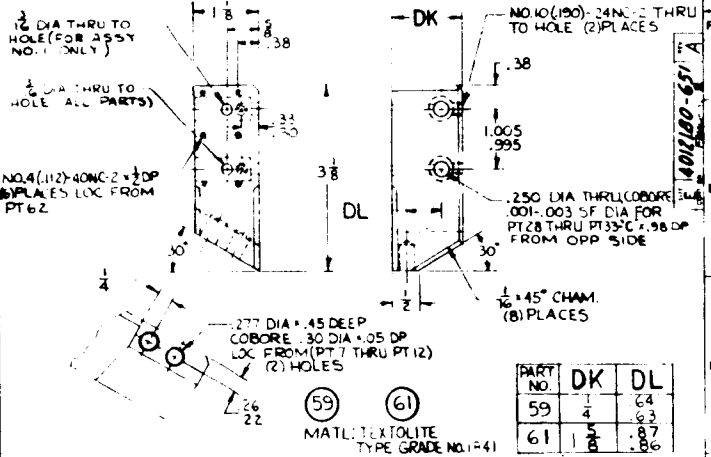 3/16 DIA THRU TO
HOLE (FOR ASSY
NO. 1 ONLY)
DIA THRU TO
HOLE (ALL PARTS)
NO.4(.112)-40NC-2 x 1/2 DP
(6) PLACES LOC FROM
PT 62
1 1/8
5/8
.38
.33
.30
3 1/8
DL
30°
1/4
.277 DIA x .45 DEEP
COBORE .30 DIA x .05 DP
LOC FROM (PT 7 THRU PT 12)
(2) HOLES
.26
.22
DK
NO.10(.190)-24NC-2 THRU
TO HOLE (2) PLACES
.38
1.005
.995
.250 DIA THRU, COBORE
.001-.003 SF DIA FOR
PT28 THRU PT33 x .98 DP
FROM OPP SIDE
30°
1/2
1/16 x 45° CHAM.
(8) PLACES
59
61
MATL: TEXTOLITE
TYPE GRADE NO.
PART NO. DK DL
59 1/4 .64 .63
61 1 5/8 .87 .86
A